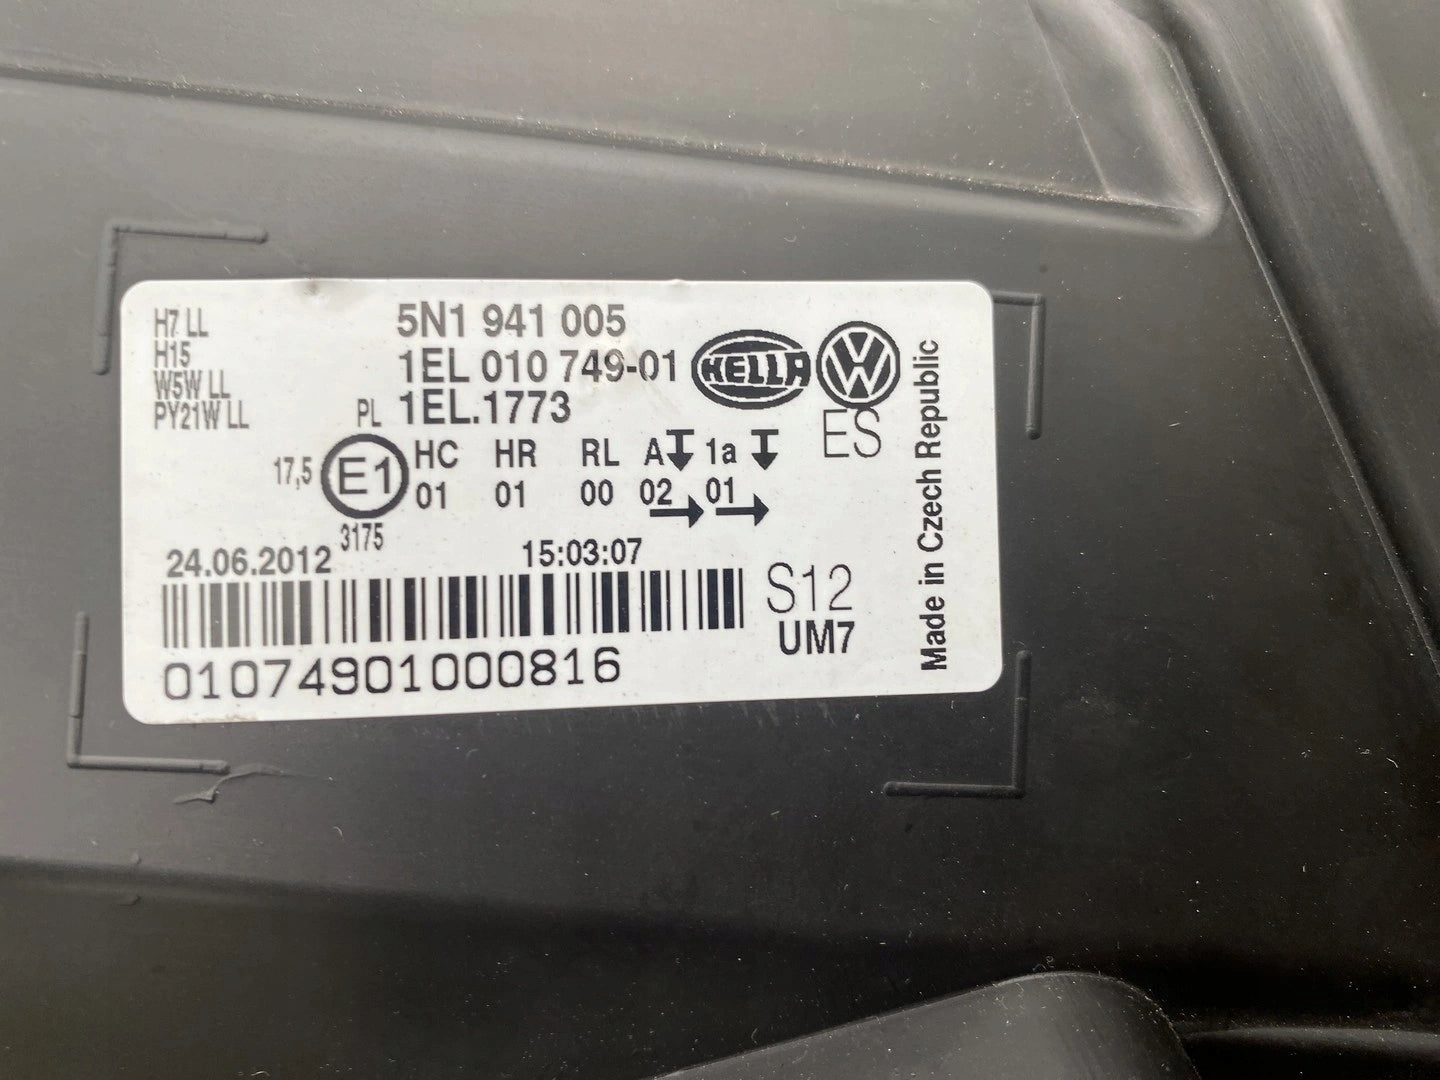 H7 LL
H15
W5W LL
PY21W LL
5N1 941 005
1EL 010 749-01
PL 1EL.1773
HELLA
VW
ES
17,5 E1 HC HR RL A 1a
01 01 00 02 01
3175
24.06.2012 15:03:07
S12
UM7
01074901000816
Made in Czech Republic